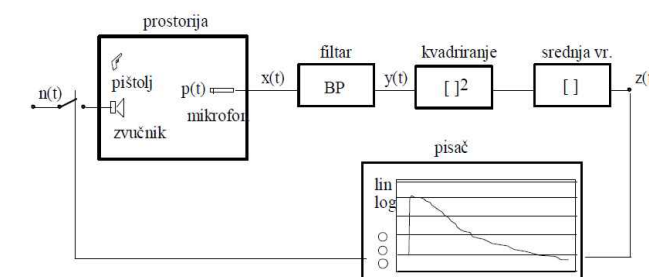 prostorija
filtar
kvadriranje
srednja vr.
n(t)
pištolj
zvučnik
p(t)
mikrofon
x(t)
BP
y(t)
[ ]²
[ ]
z(t)
pisač
lin
log